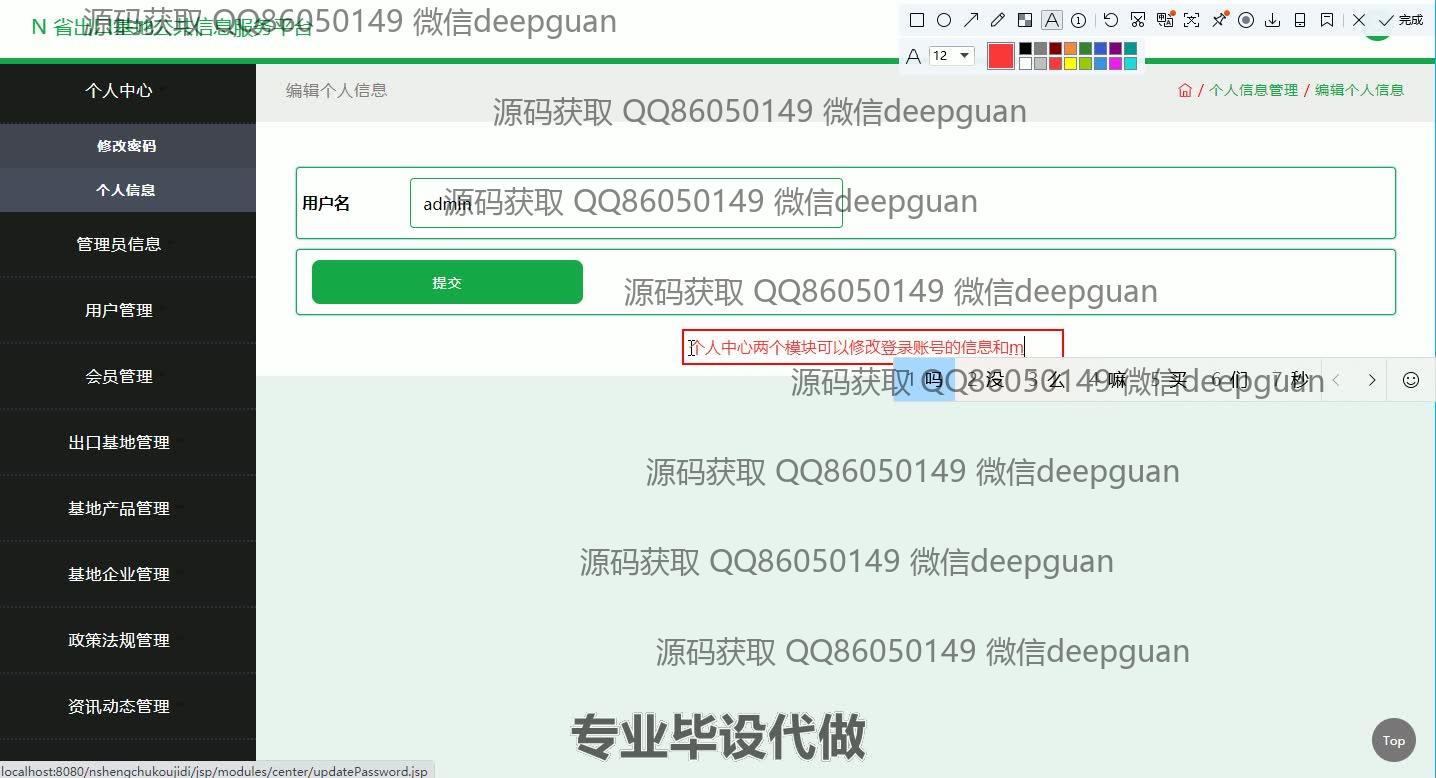 N 省出口基地公共信息服务平台
源码获取 QQ86050149 微信deepguan
完成
A 12
个人中心
编辑个人信息
/ 个人信息管理 / 编辑个人信息
源码获取 QQ86050149 微信deepguan
修改密码
个人信息
用户名
admin
源码获取 QQ86050149 微信deepguan
管理员信息
提交
源码获取 QQ86050149 微信deepguan
用户管理
个人中心两个模块可以修改登录账号的信息和m
会员管理
1 吗 2 没 3 么 4 嘛 5 买 6 们 7 秒
源码获取 QQ86050149 微信deepguan
出口基地管理
源码获取 QQ86050149 微信deepguan
基地产品管理
基地企业管理
源码获取 QQ86050149 微信deepguan
政策法规管理
源码获取 QQ86050149 微信deepguan
资讯动态管理
专业毕设代做
Top
localhost:8080/nshengchukoujidi/jsp/modules/center/updatePassword.jsp